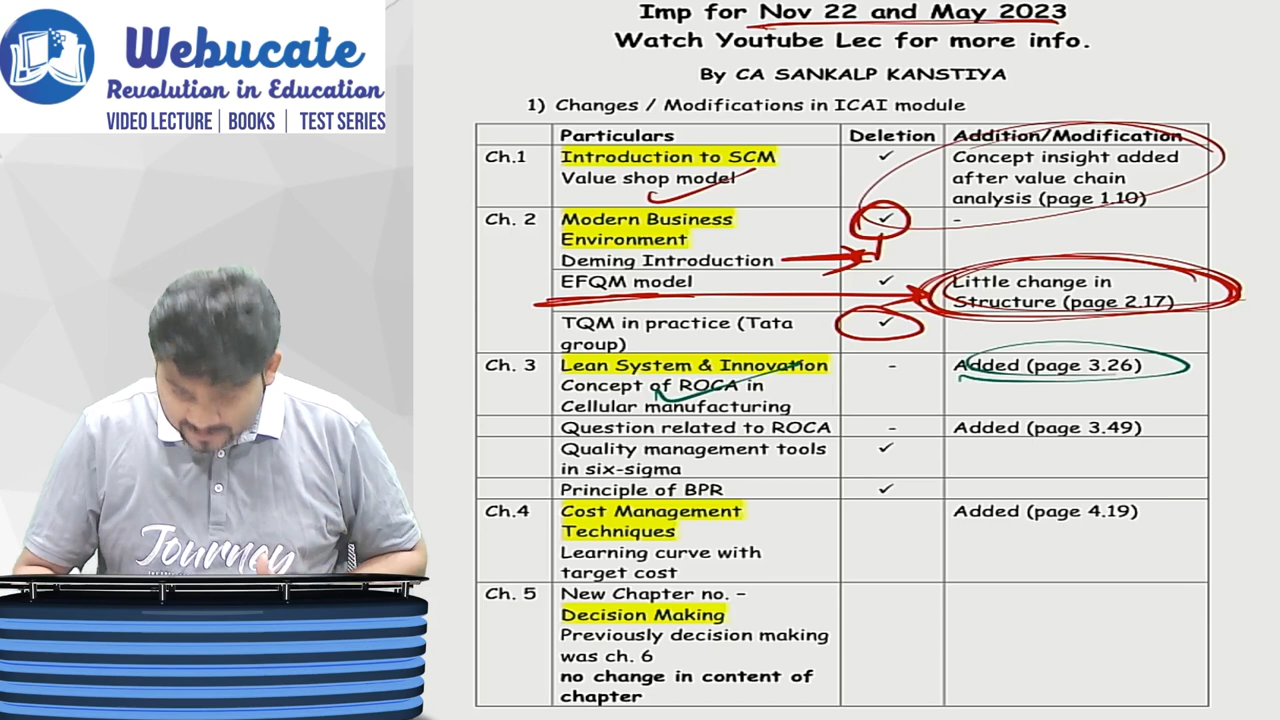 Webucate
Revolution in Education
VIDEO LECTURE | BOOKS | TEST SERIES
Imp for Nov 22 and May 2023
Watch Youtube Lec for more info.
By CA SANKALP KANSTIYA
1) Changes / Modifications in ICAI module
Particulars Deletion Addition/Modification
Ch.1 Introduction to SCM ✓ Concept insight added
Value shop model after value chain
analysis (page 1.10)
Ch. 2 Modern Business ✓ -
Environment
Deming Introduction
EFQM model ✓ Little change in
Structure (page 2.17)
TQM in practice (Tata ✓
group)
Ch. 3 Lean System & Innovation - Added (page 3.26)
Concept of ROCA in
Cellular manufacturing
Question related to ROCA - Added (page 3.49)
Quality management tools ✓
in six-sigma
Principle of BPR ✓
Ch.4 Cost Management Added (page 4.19)
Techniques
Learning curve with
target cost
Ch. 5 New Chapter no. –
Decision Making
Previously decision making
was ch. 6
no change in content of
chapter
Journey